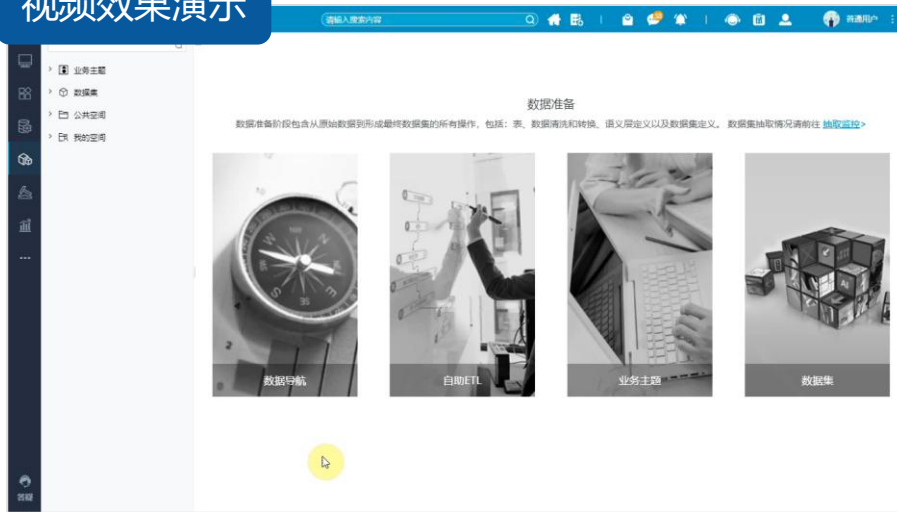 视频效果演示
请输入搜索内容
普通用户
业务主题
数据集
公共空间
我的空间
数据准备
数据准备阶段包含从原始数据到形成最终数据集的所有操作，包括：表、数据清洗和转换、语义层定义以及数据集定义。 数据集抽取情况请前往 抽取监控>
数据导航
自助ETL
业务主题
数据集
答疑